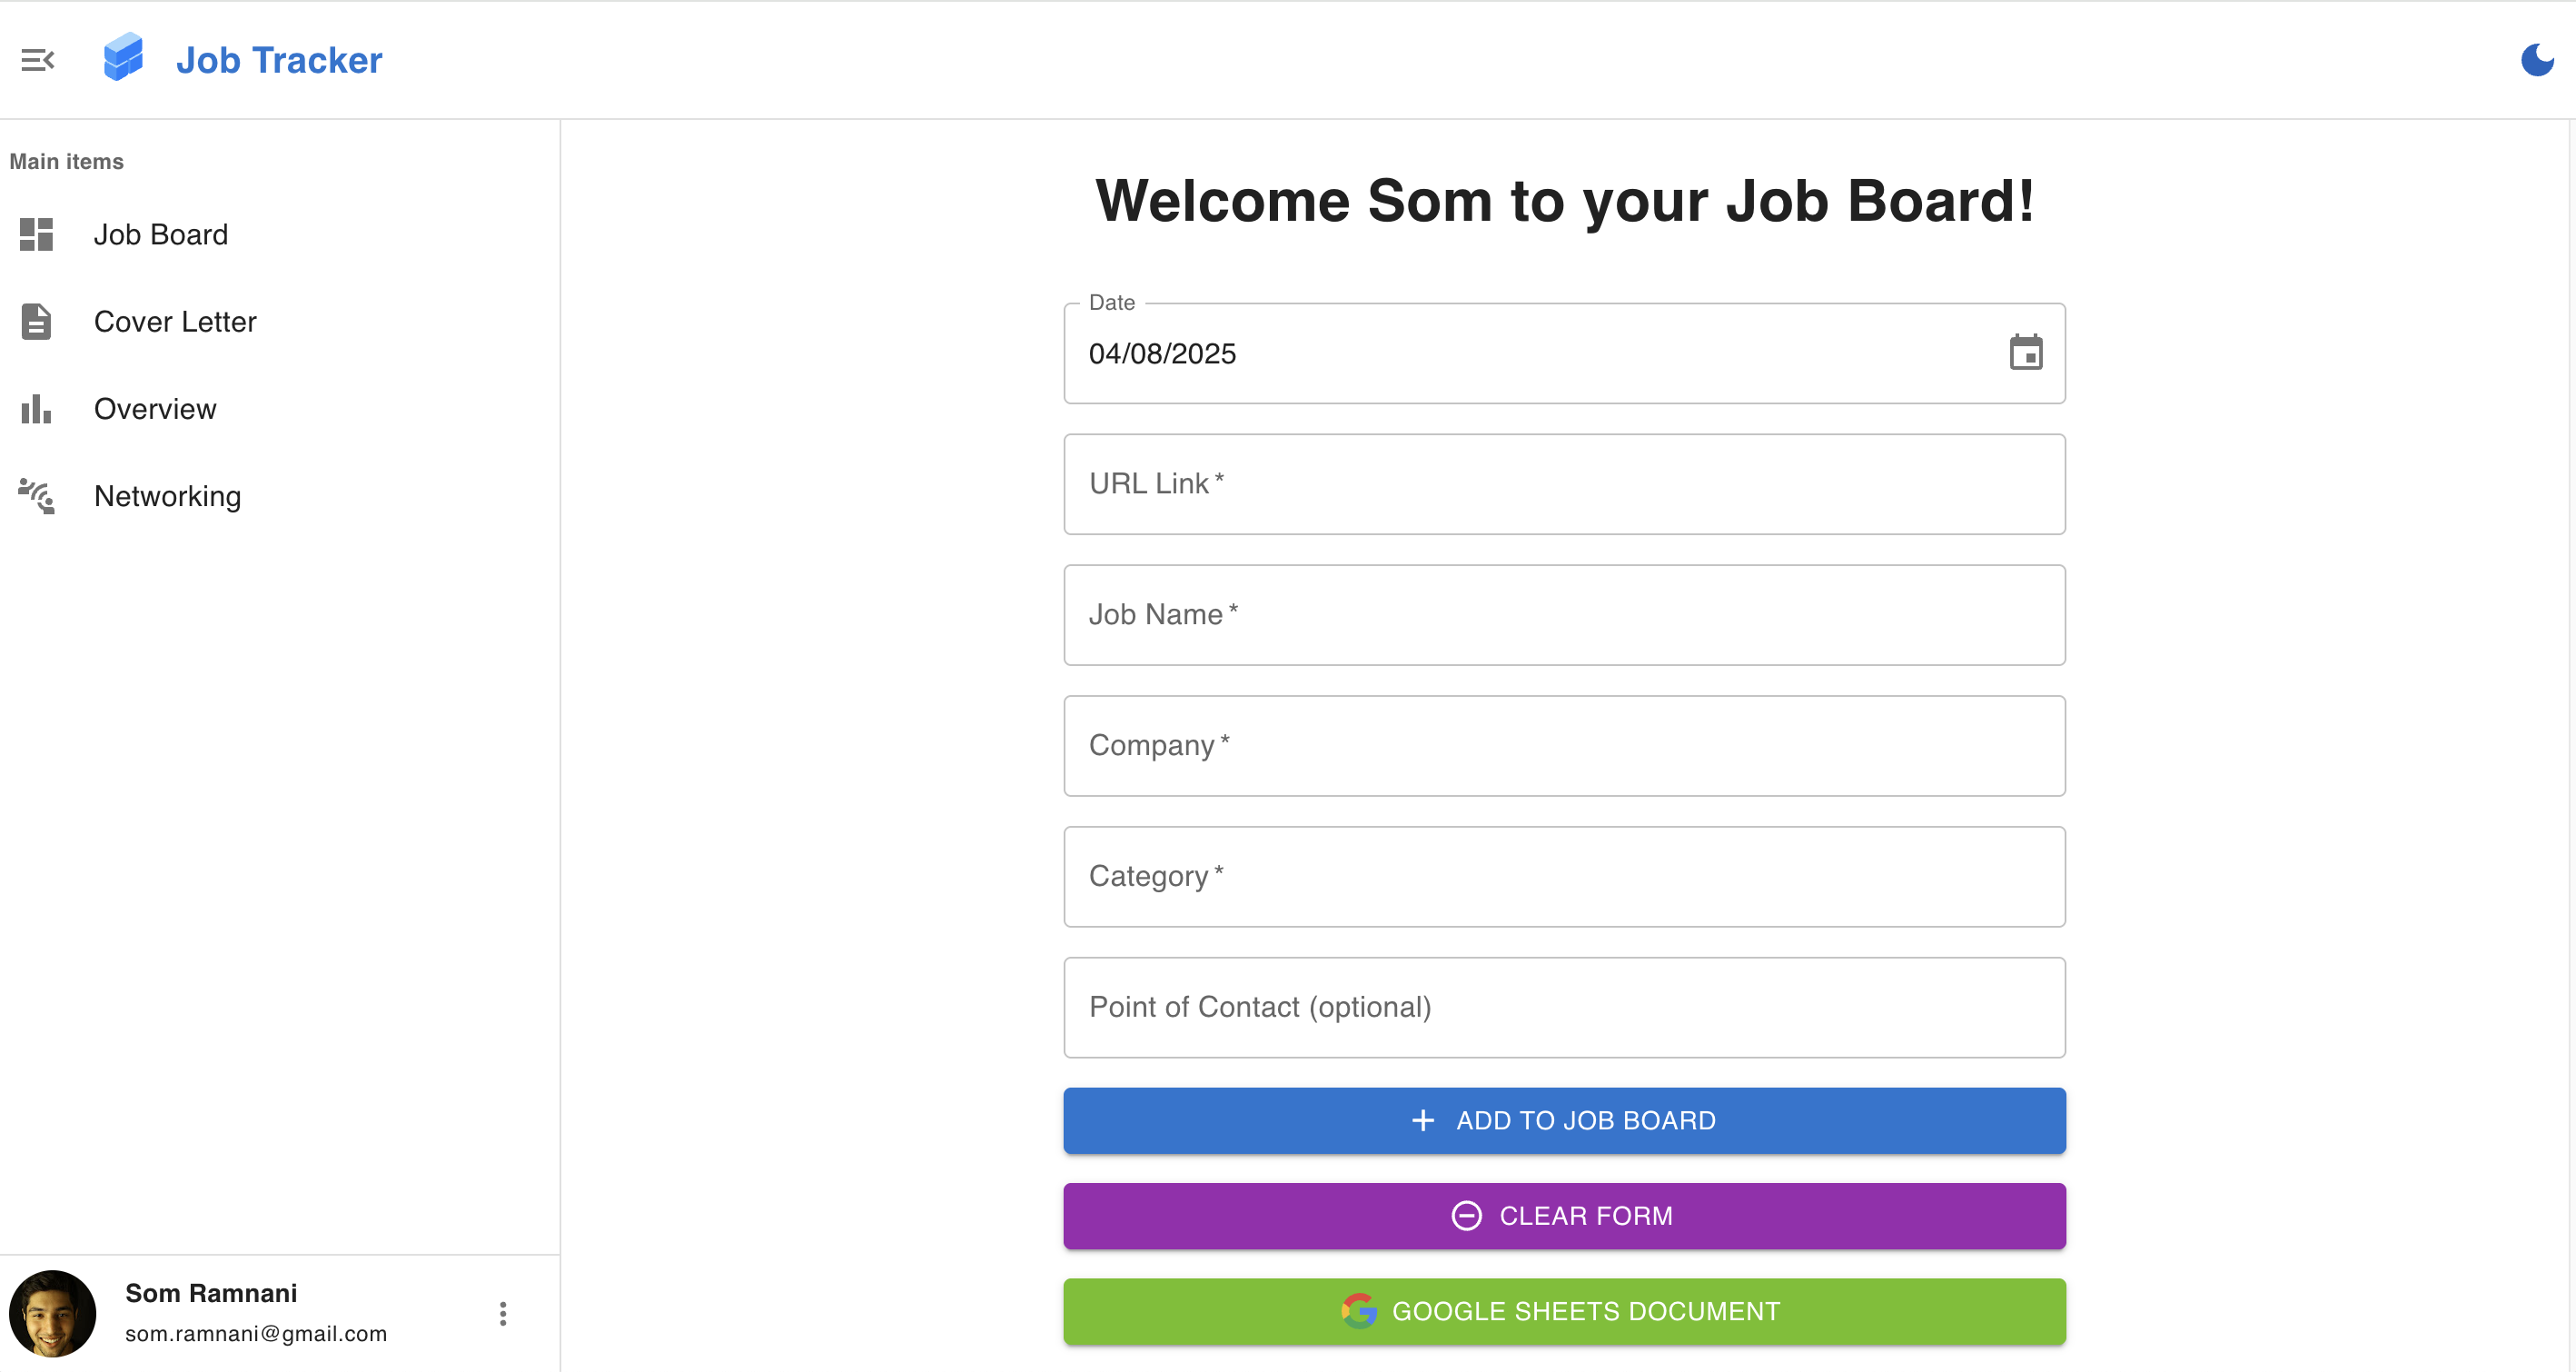 Job Tracker
Main items
Job Board
Cover Letter
Overview
Networking
Som Ramnani
som.ramnani@gmail.com
Welcome Som to your Job Board!
Date
04/08/2025
URL Link *
Job Name *
Company *
Category *
Point of Contact (optional)
ADD TO JOB BOARD
CLEAR FORM
GOOGLE SHEETS DOCUMENT